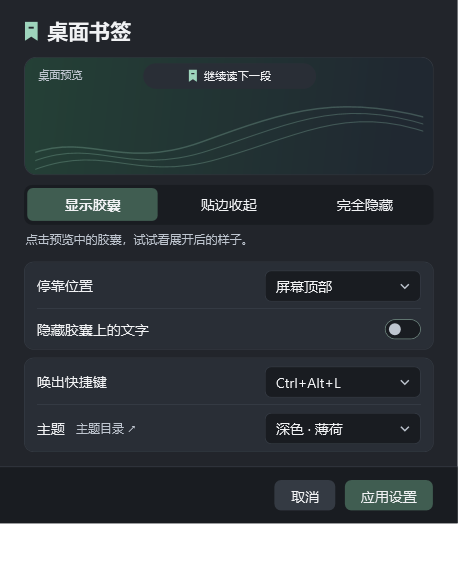 桌面书签
桌面预览
继续读下一段
显示胶囊
贴边收起
完全隐藏
点击预览中的胶囊，试试看展开后的样子。
停靠位置
屏幕顶部
隐藏胶囊上的文字
唤出快捷键
Ctrl+Alt+L
主题 主题目录 ↗
深色 · 薄荷
取消
应用设置